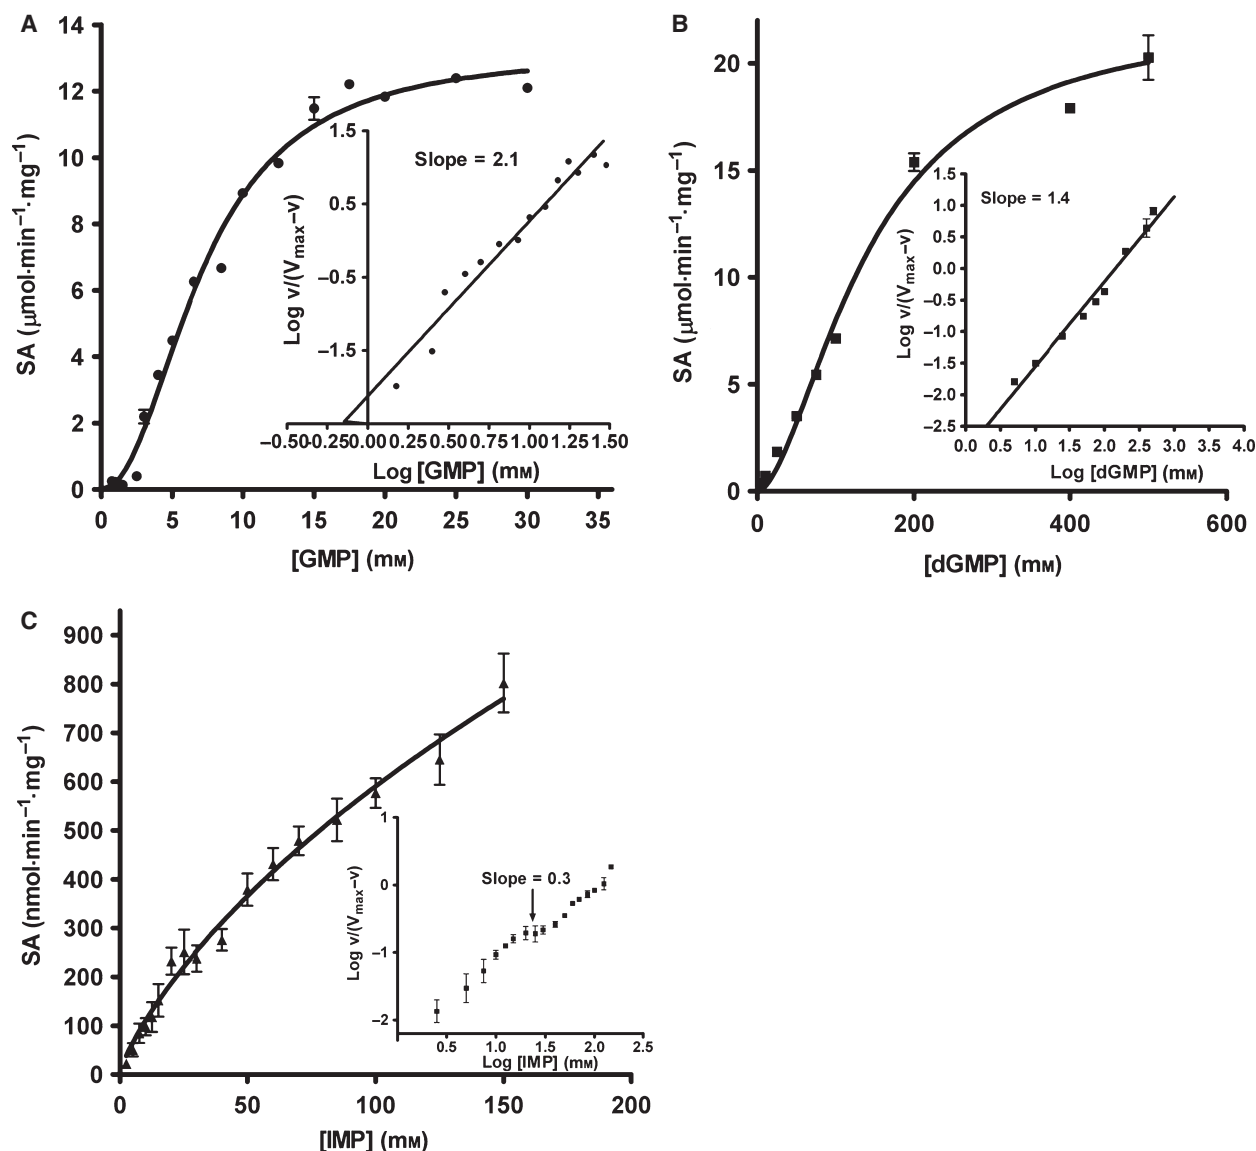 A
14
12
10
8
6
4
2
0
SA (μmol·min⁻¹·mg⁻¹)
0 5 10 15 20 25 30 35
[GMP] (mM)
1.5
0.5
−0.5
−1.5
Log v/(Vmax−v)
Slope = 2.1
−0.50 −0.25 0.00 0.25 0.50 0.75 1.00 1.25 1.50
Log [GMP] (mM)
B
20
15
10
5
0
SA (μmol·min⁻¹·mg⁻¹)
0 200 400 600
[dGMP] (mM)
1.5
1.0
0.5
0.0
−0.5
−1.0
−1.5
−2.0
−2.5
Log v/(Vmax−v)
Slope = 1.4
0.0 0.5 1.0 1.5 2.0 2.5 3.0 3.5 4.0
Log [dGMP] (mM)
C
900
800
700
600
500
400
300
200
100
0
SA (nmol·min⁻¹·mg⁻¹)
0 50 100 150 200
[IMP] (mM)
1
0
−1
−2
Log v/(Vmax−v)
Slope = 0.3
0.5 1.0 1.5 2.0 2.5
Log [IMP] (mM)